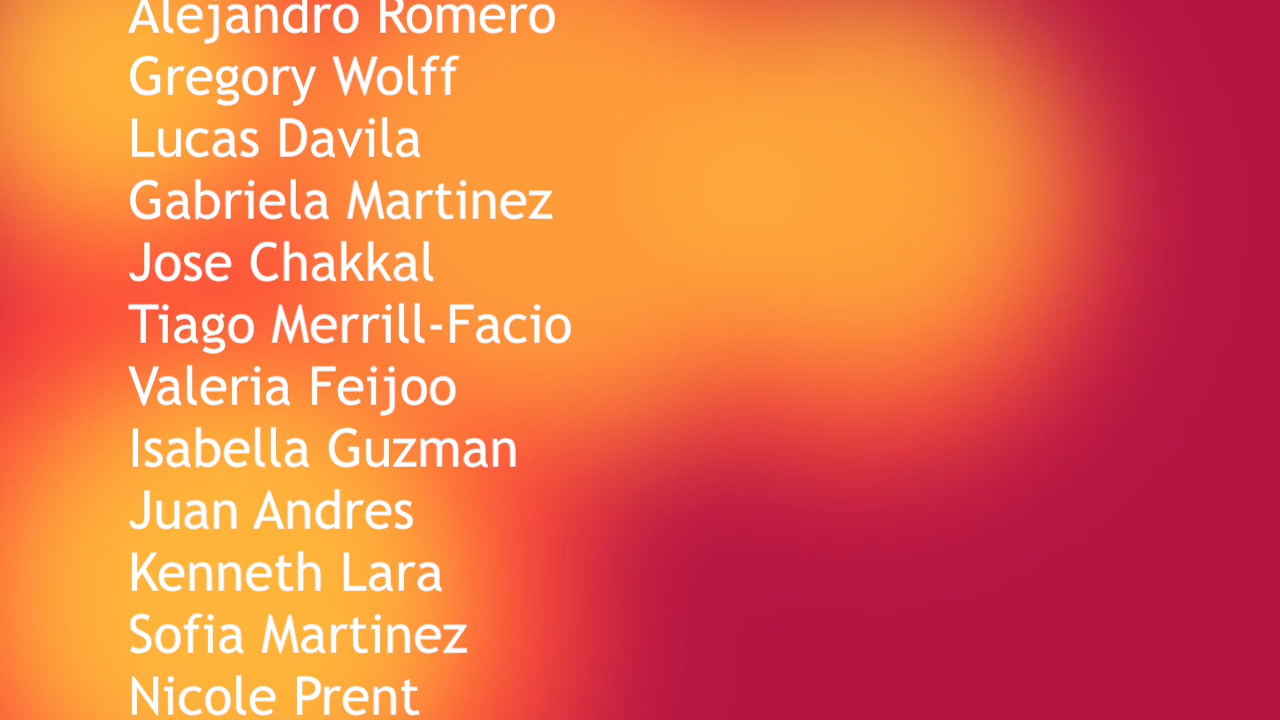 Alejandro Romero
Gregory Wolff
Lucas Davila
Gabriela Martinez
Jose Chakkal
Tiago Merrill-Facio
Valeria Feijoo
Isabella Guzman
Juan Andres
Kenneth Lara
Sofia Martinez
Nicole Prent